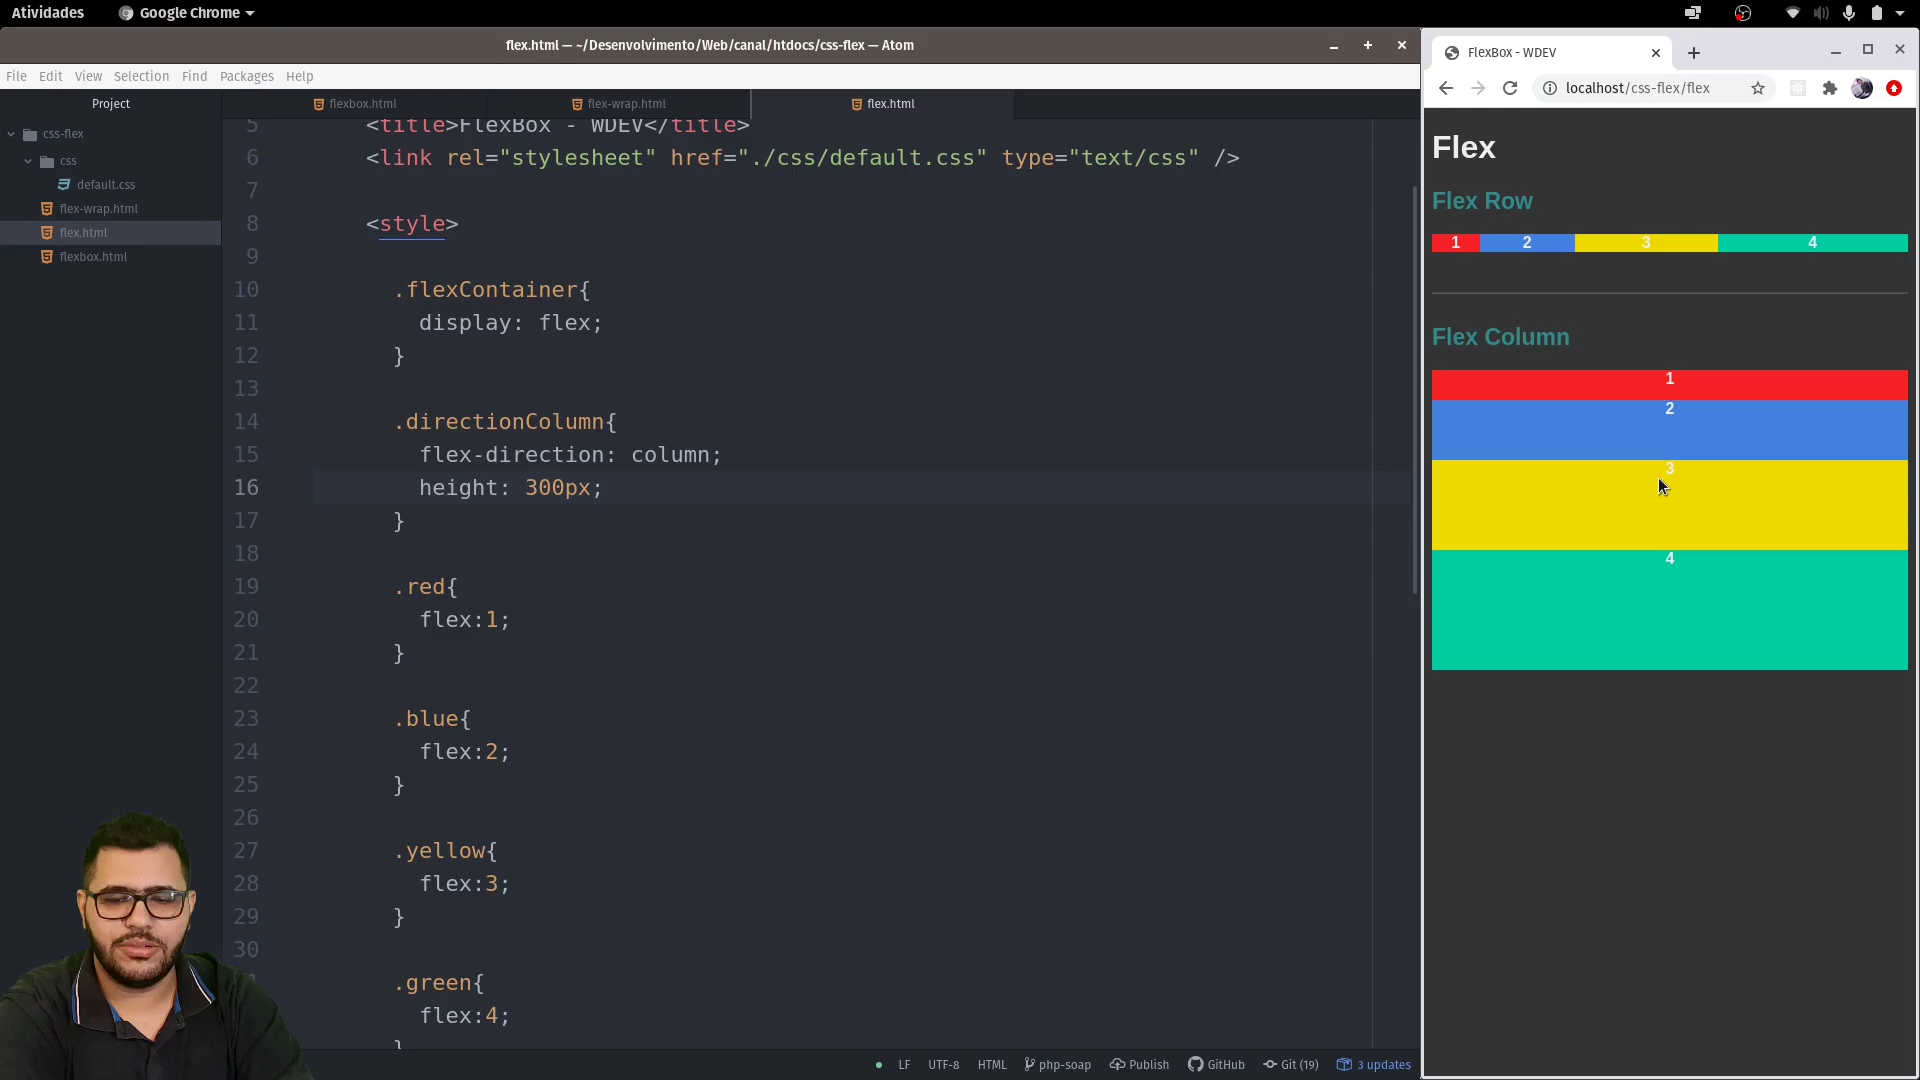 Atividades
Google Chrome
flex.html — ~/Desenvolvimento/Web/canal/htdocs/css-flex — Atom
File Edit View Selection Find Packages Help
Project
css-flex
css
default.css
flex-wrap.html
flex.html
flexbox.html
flexbox.html
flex-wrap.html
flex.html
5 <title>FlexBox - WDEV</title>
6 <link rel="stylesheet" href="./css/default.css" type="text/css" />
7
8 <style>
9
10 .flexContainer{
11 display: flex;
12 }
13
14 .directionColumn{
15 flex-direction: column;
16 height: 300px;
17 }
18
19 .red{
20 flex:1;
21 }
22
23 .blue{
24 flex:2;
25 }
26
27 .yellow{
28 flex:3;
29 }
30
.green{
flex:4;
}
LF UTF-8 HTML php-soap Publish GitHub Git (19) 3 updates
FlexBox - WDEV
localhost/css-flex/flex
Flex
Flex Row
1 2 3 4
Flex Column
1
2
3
4